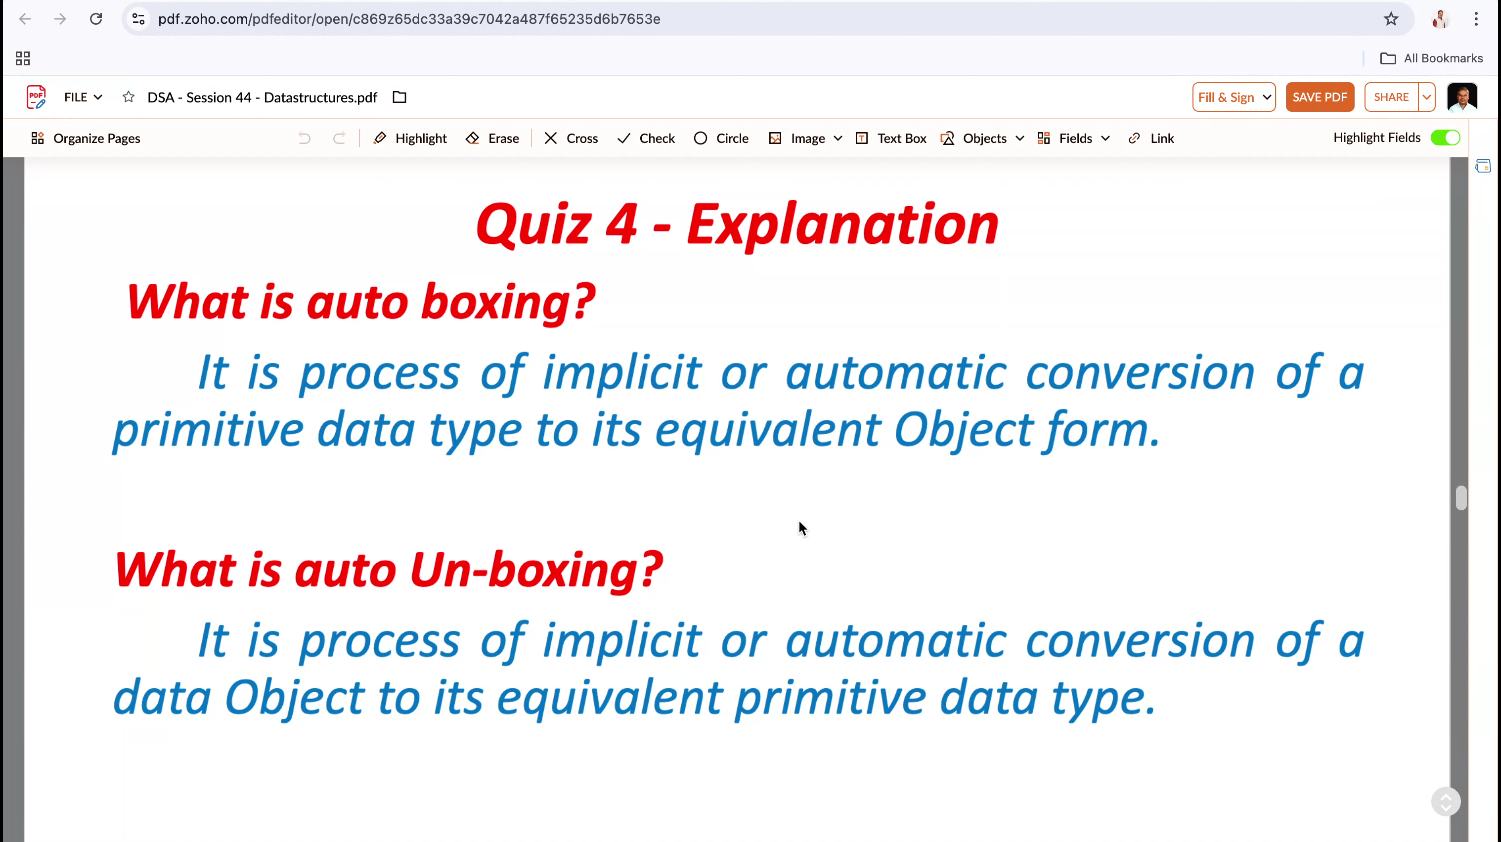 pdf.zoho.com/pdfeditor/open/c869z65dc33a39c7042a487f65235d6b7653e
All Bookmarks
PDF
FILE
DSA - Session 44 - Datastructures.pdf
Fill & Sign
SAVE PDF
SHARE
Organize Pages
Highlight
Erase
Cross
Check
Circle
Image
Text Box
Objects
Fields
Link
Highlight Fields
Quiz 4 - Explanation
What is auto boxing?
It is process of implicit or automatic conversion of a
primitive data type to its equivalent Object form.
What is auto Un-boxing?
It is process of implicit or automatic conversion of a
data Object to its equivalent primitive data type.